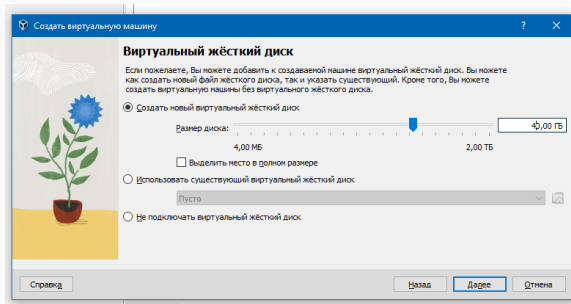 Создать виртуальную машину
Виртуальный жёсткий диск
Если пожелаете, Вы можете добавить к создаваемой машине виртуальный жёсткий диск. Вы можете
как создать новый файл жёсткого диска, так и указать существующий. Кроме того, Вы можете
создать виртуальную машины без виртуального жёсткого диска.
Создать новый виртуальный жёсткий диск
Размер диска:
40,00 ГБ
4,00 МБ
2,00 ТБ
Выделить место в полном размере
Использовать существующий виртуальный жёсткий диск
Пусто
Не подключать виртуальный жёсткий диск
Справка
Назад
Далее
Отмена